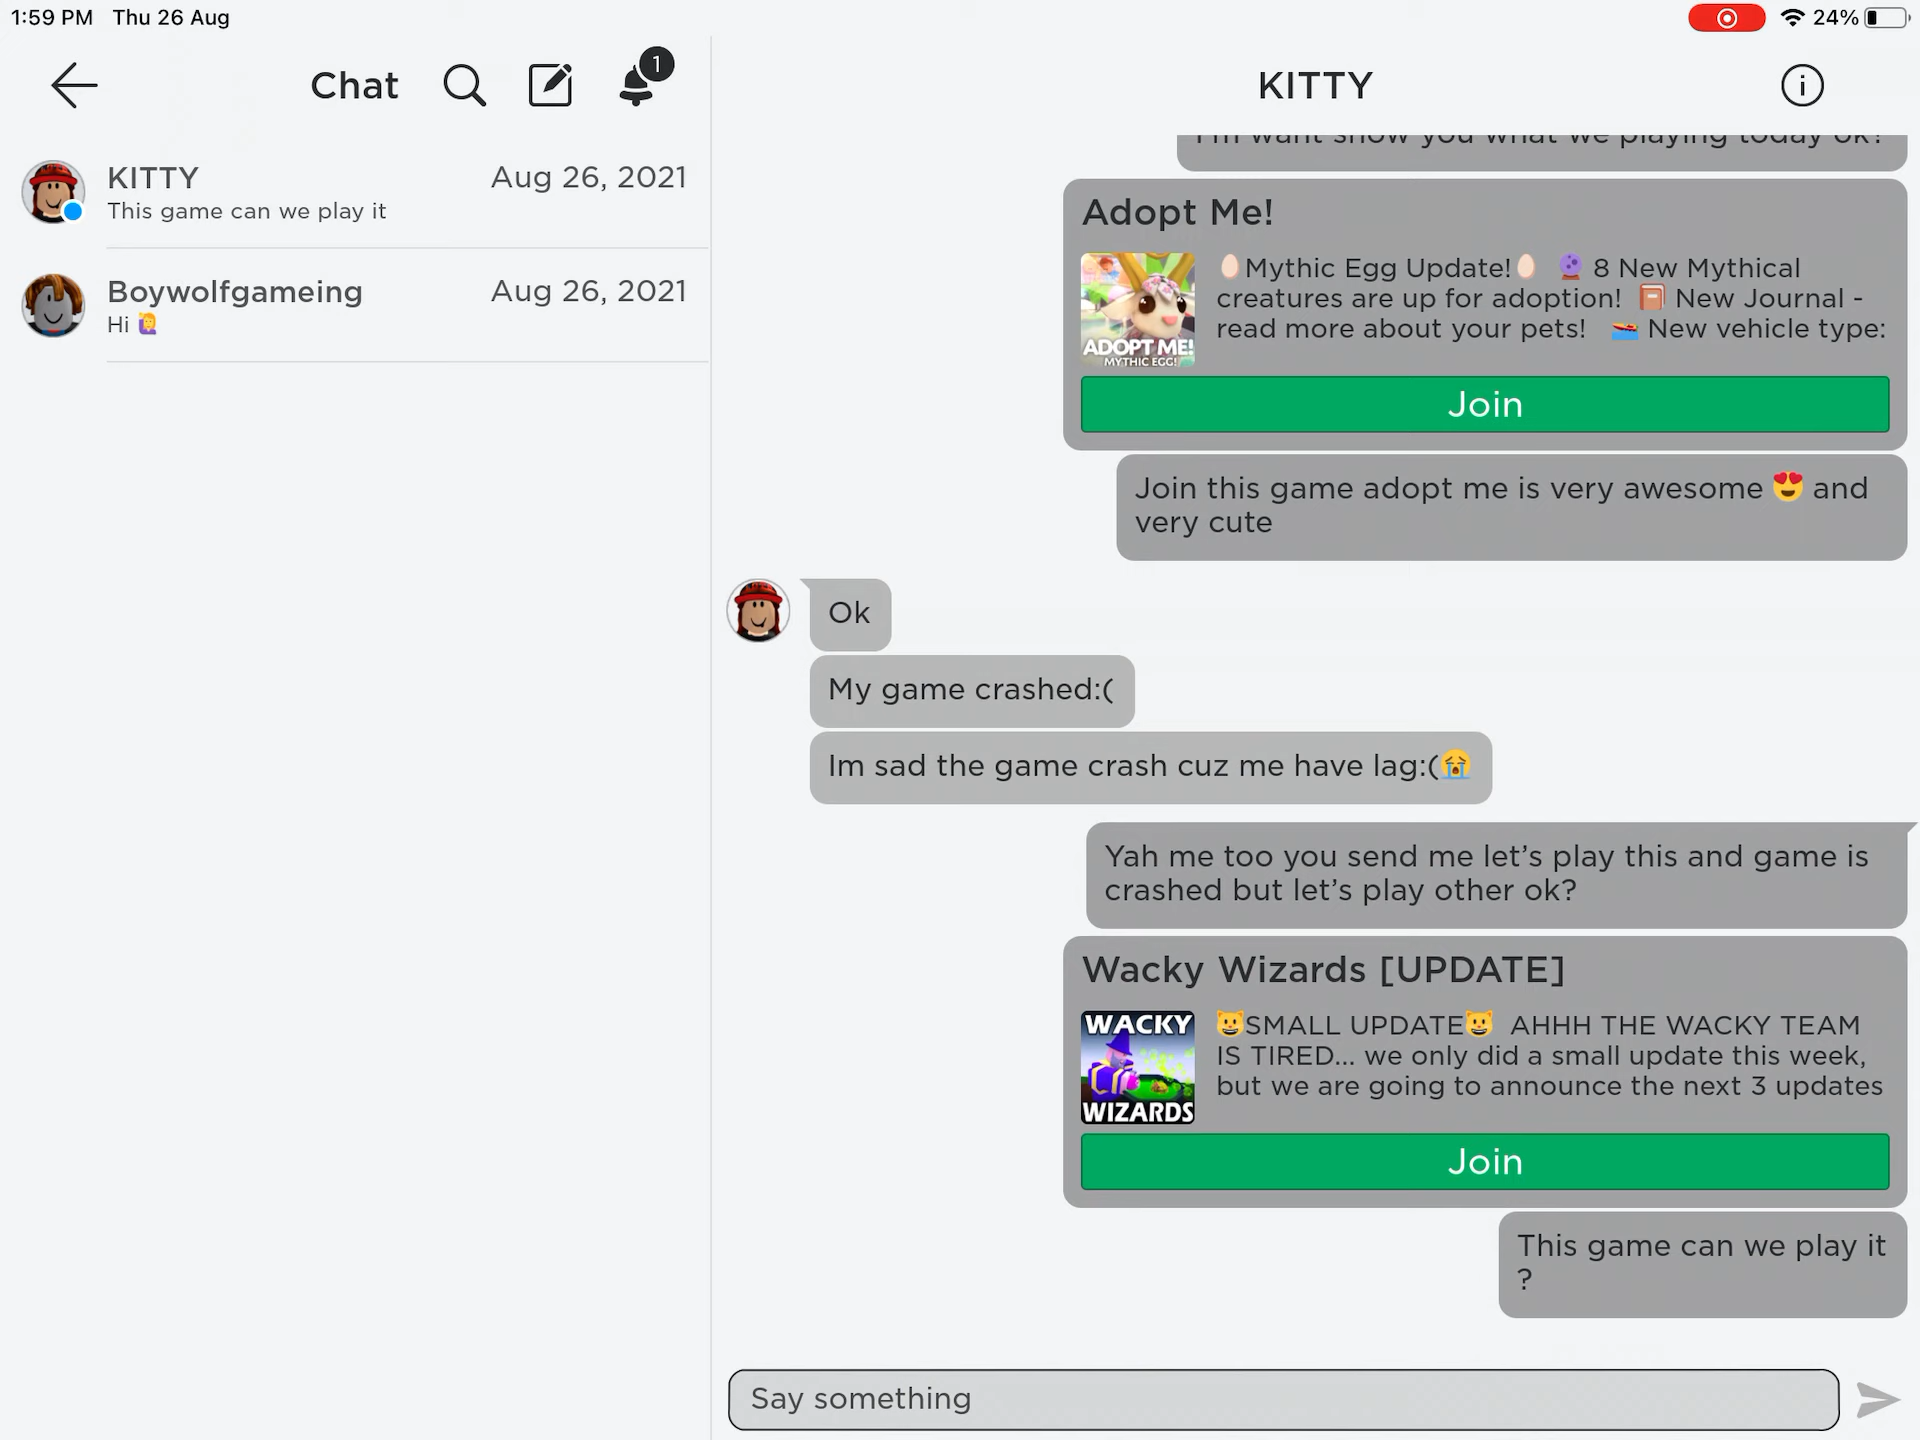 1:59 PM Thu 26 Aug
24%
Chat
1
KITTY
Aug 26, 2021
This game can we play it
Boywolfgameing
Aug 26, 2021
Hi 🙋‍♀️
KITTY
I'm want show you what we playing today ok?
Adopt Me!
ADOPT ME!
MYTHIC EGG!
🥚Mythic Egg Update!🥚 🔮 8 New Mythical
creatures are up for adoption! 📔 New Journal -
read more about your pets! 🚤 New vehicle type:
Join
Join this game adopt me is very awesome 😍 and
very cute
Ok
My game crashed:(
Im sad the game crash cuz me have lag:(😭
Yah me too you send me let’s play this and game is
crashed but let’s play other ok?
Wacky Wizards [UPDATE]
WACKY
WIZARDS
😺SMALL UPDATE😺 AHHH THE WACKY TEAM
IS TIRED... we only did a small update this week,
but we are going to announce the next 3 updates
Join
This game can we play it
?
Say something